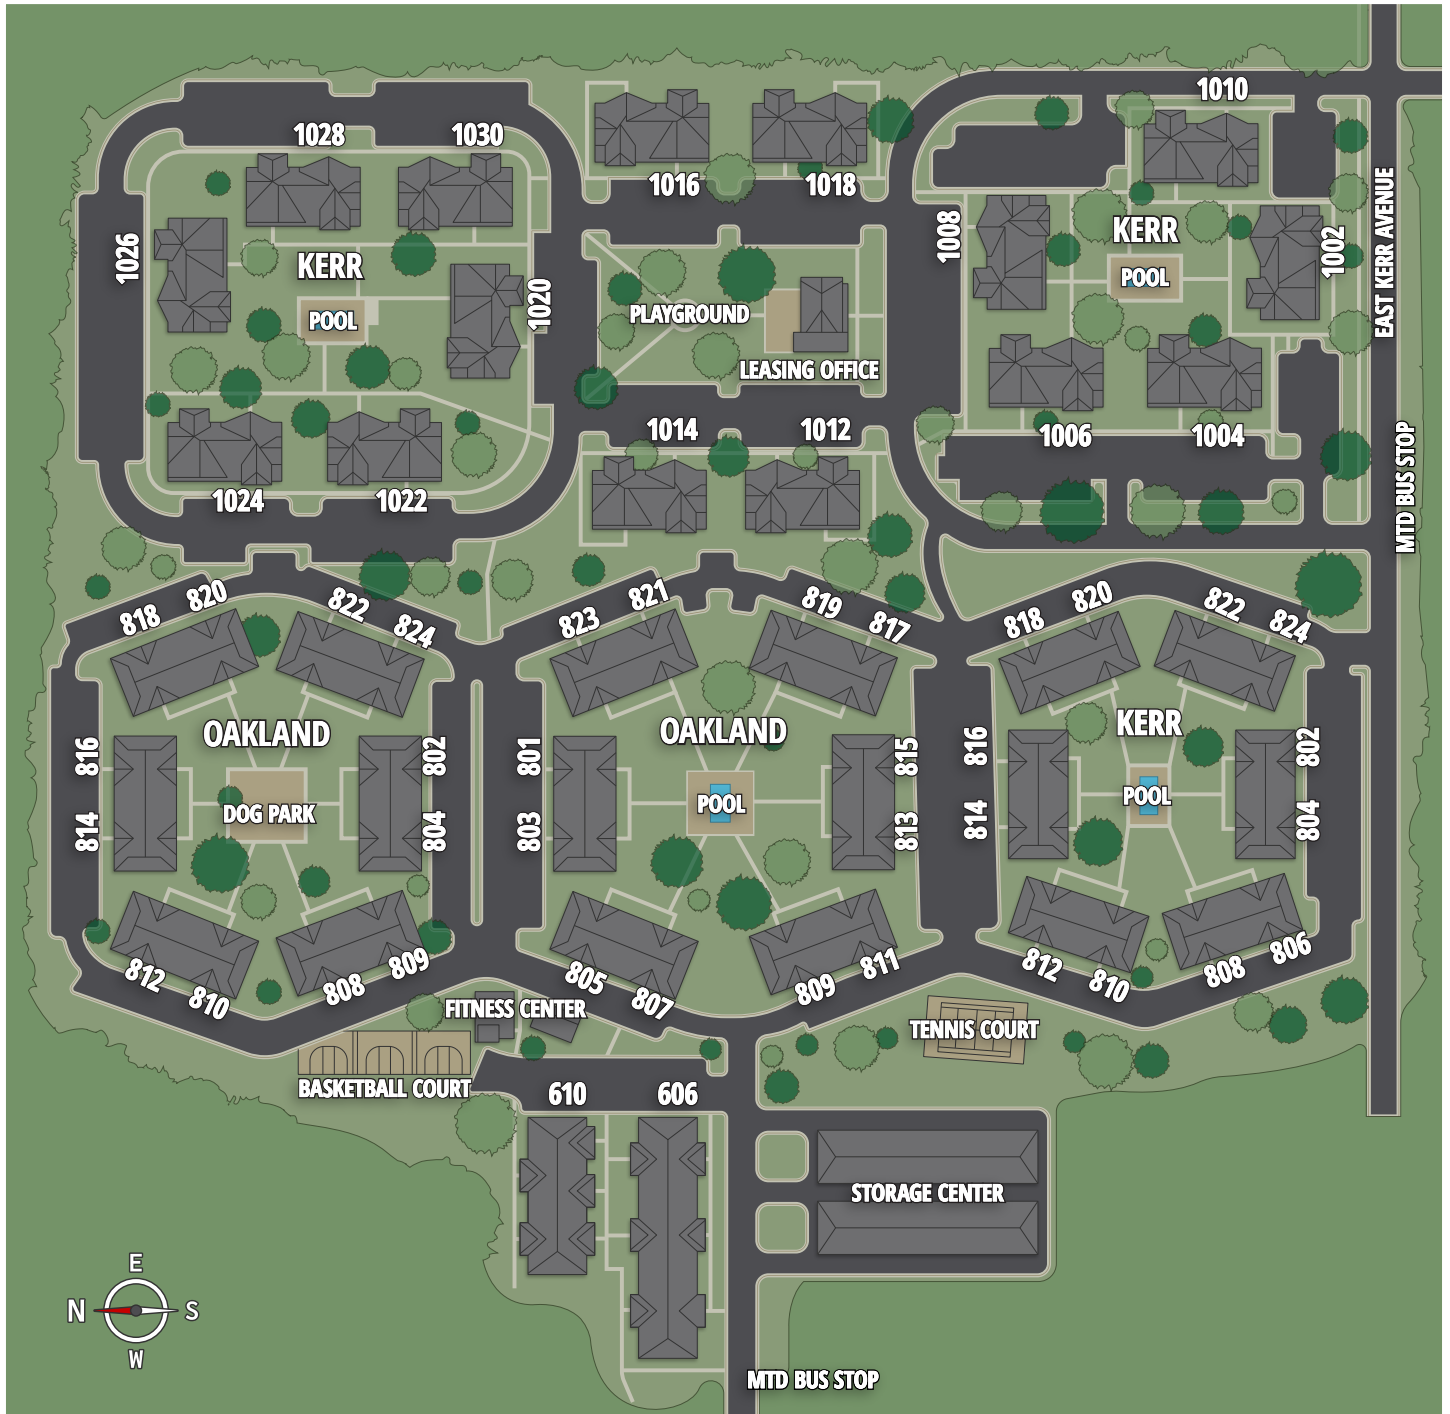 1010
1028
1030
1016
1018
1026
KERR
1020
POOL
PLAYGROUND
LEASING OFFICE
1008
KERR
POOL
1002
EAST KERR AVENUE
1014
1012
1006
1004
MTD BUS STOP
1024
1022
818
820
822
824
823
821
819
817
818
820
822
824
OAKLAND
OAKLAND
KERR
816
802
801
815
816
802
DOG PARK
POOL
POOL
814
804
803
813
814
804
812
810
808
809
805
807
809
811
812
810
808
806
FITNESS CENTER
TENNIS COURT
BASKETBALL COURT
610
606
STORAGE CENTER
E
N
S
W
MTD BUS STOP